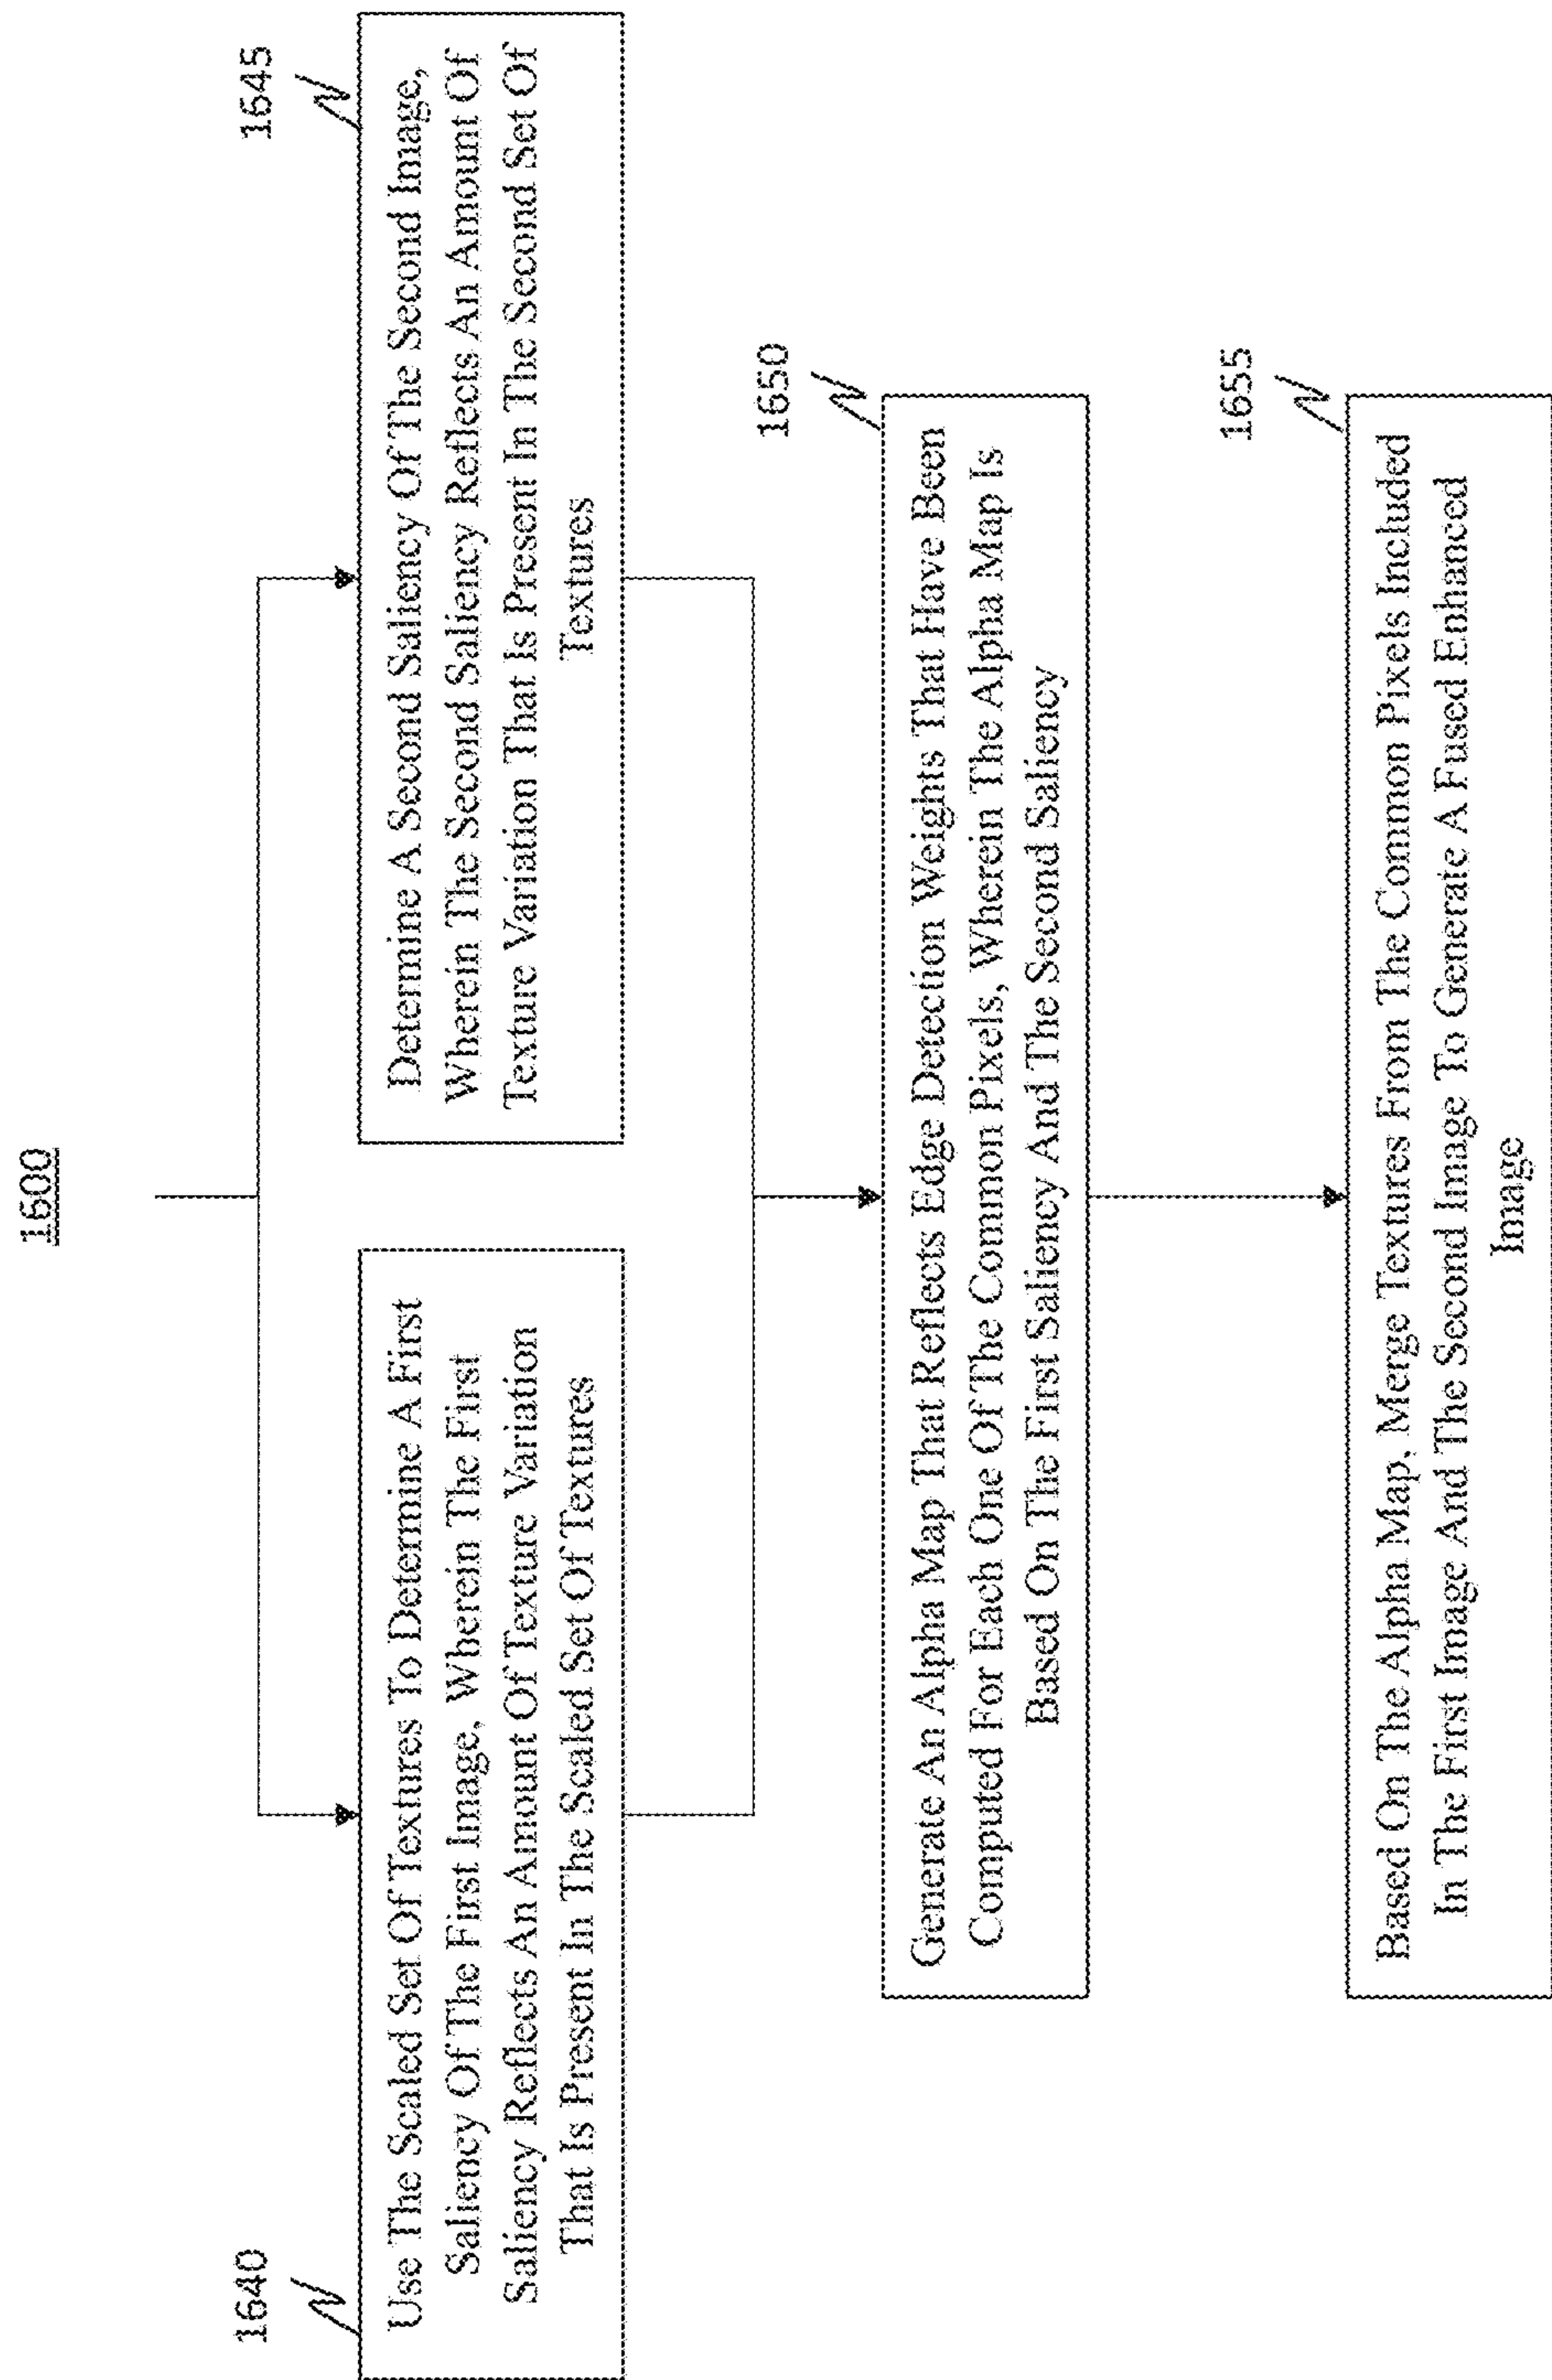 1600
1640
Use The Scaled Set Of Textures To Determine A First
Saliency Of The First Image, Wherein The First
Saliency Reflects An Amount Of Texture Variation
That Is Present In The Scaled Set Of Textures
1645
Determine A Second Saliency Of The Second Image,
Wherein The Second Saliency Reflects An Amount Of
Texture Variation That Is Present In The Second Set Of
Textures
1650
Generate An Alpha Map That Reflects Edge Detection Weights That Have Been
Computed For Each One Of The Common Pixels, Wherein The Alpha Map Is
Based On The First Saliency And The Second Saliency
1655
Based On The Alpha Map, Merge Textures From The Common Pixels Included
In The First Image And The Second Image To Generate A Fused Enhanced
Image